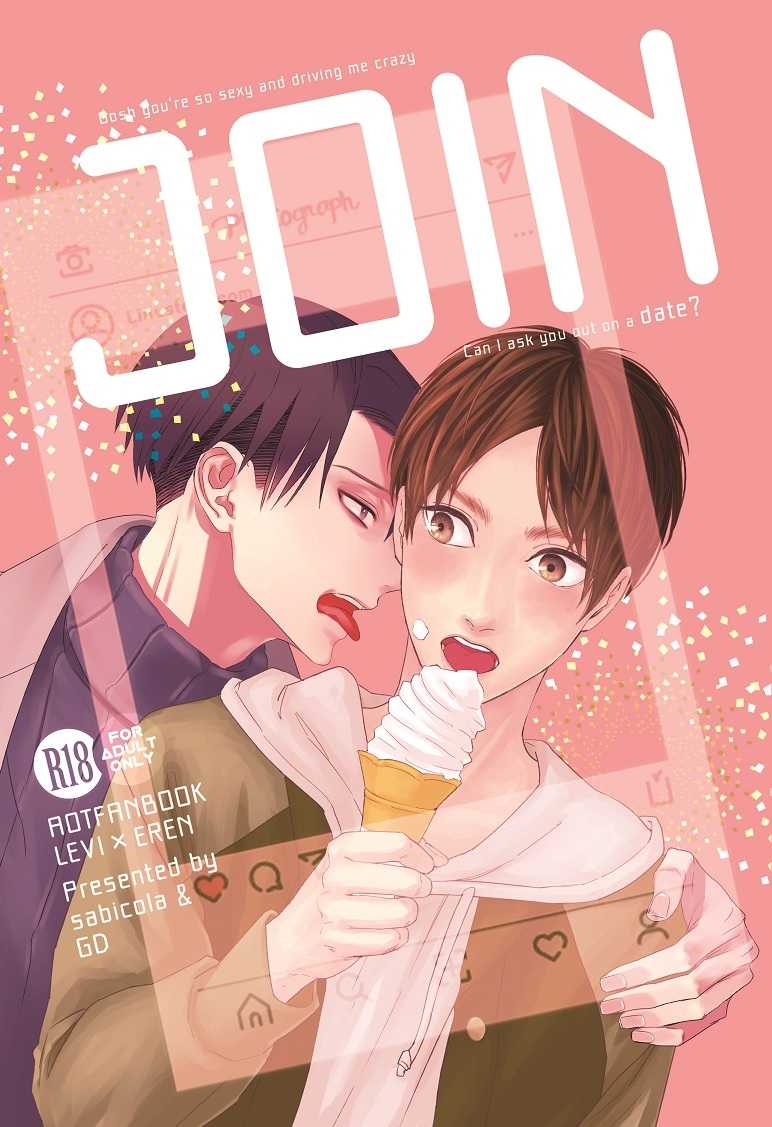 Gosh you're so sexy and driving me crazy
JOIN
Photograph
Can I ask you out on a date?
R18
FOR
ADULT
ONLY
AOTFANBOOK
LEVI × EREN
Presented by
sabicola &
GD